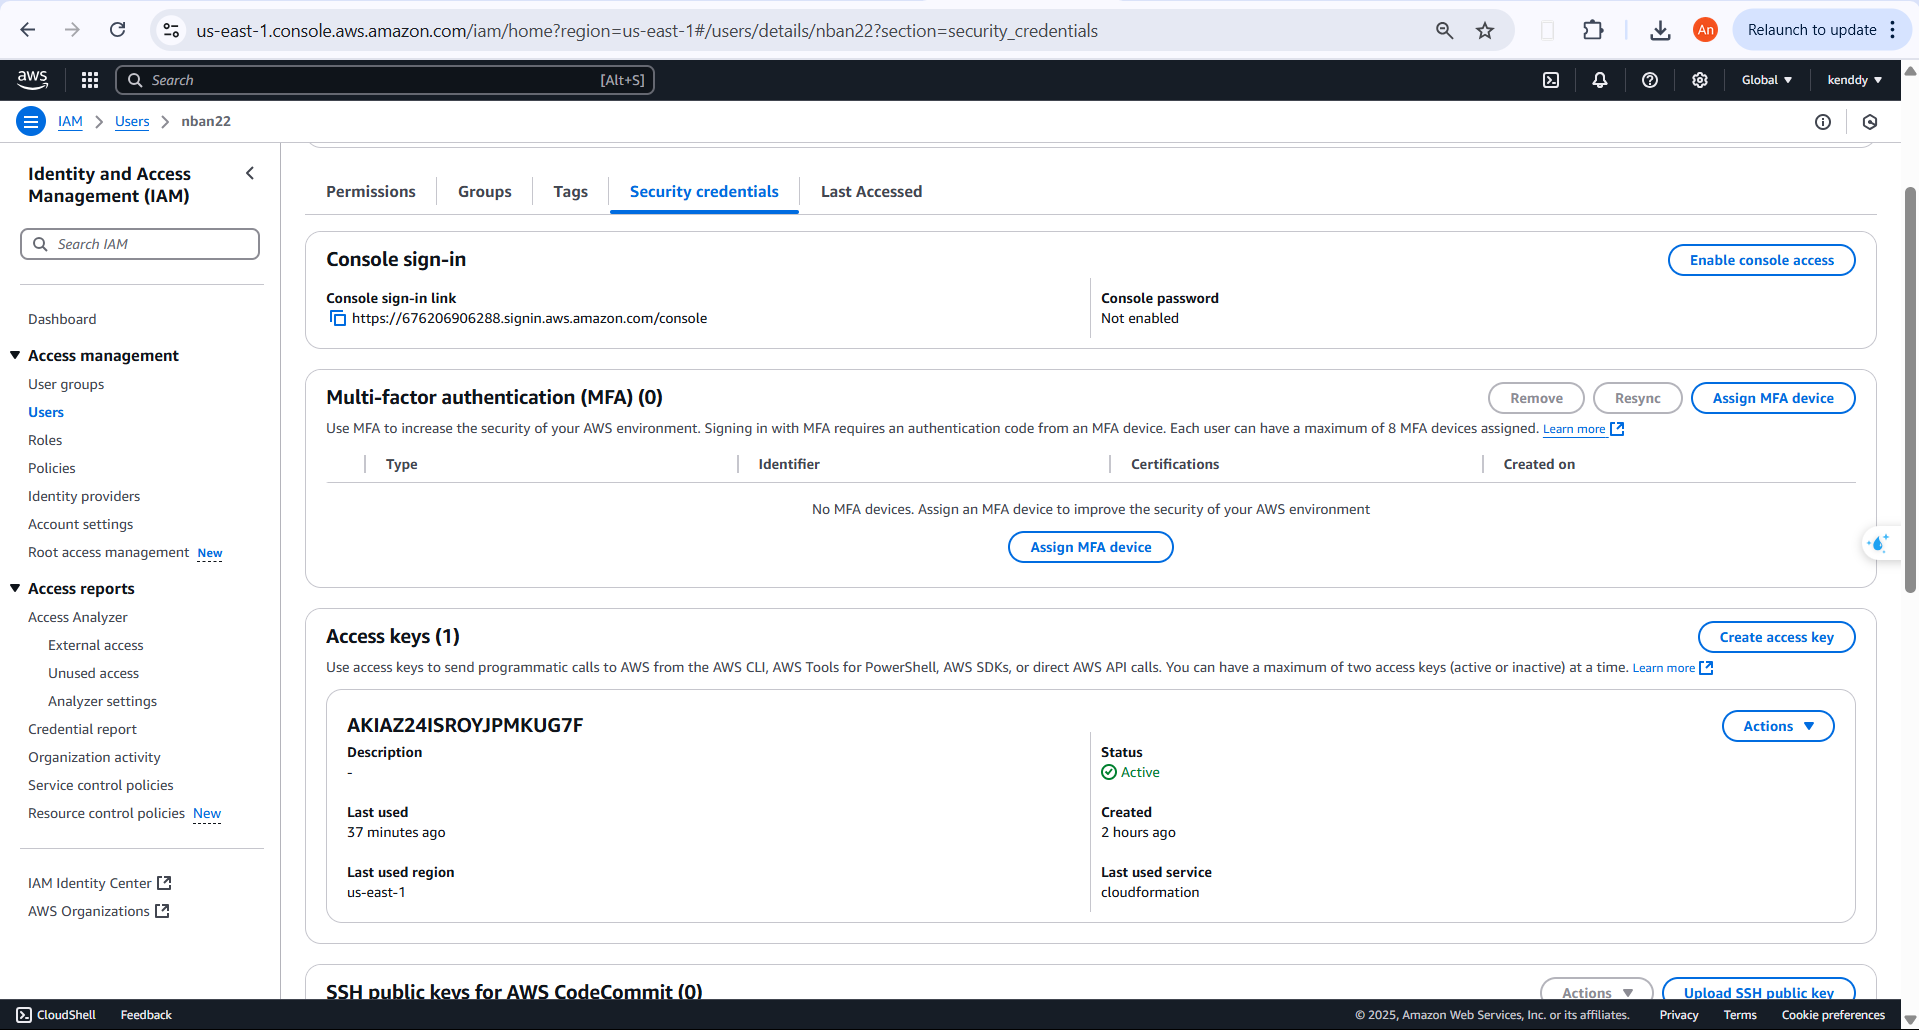 us-east-1.console.aws.amazon.com/iam/home?region=us-east-1#/users/details/nban22?section=security_credentials
An
Relaunch to update
aws
Search
[Alt+S]
Global
kenddy
IAM
Users
nban22
Identity and Access
Management (IAM)
Search IAM
Dashboard
Access management
User groups
Users
Roles
Policies
Identity providers
Account settings
Root access management New
Access reports
Access Analyzer
External access
Unused access
Analyzer settings
Credential report
Organization activity
Service control policies
Resource control policies New
IAM Identity Center
AWS Organizations
Permissions
Groups
Tags
Security credentials
Last Accessed
Console sign-in
Enable console access
Console sign-in link
https://676206906288.signin.aws.amazon.com/console
Console password
Not enabled
Multi-factor authentication (MFA) (0)
Remove
Resync
Assign MFA device
Use MFA to increase the security of your AWS environment. Signing in with MFA requires an authentication code from an MFA device. Each user can have a maximum of 8 MFA devices assigned. Learn more
Type
Identifier
Certifications
Created on
No MFA devices. Assign an MFA device to improve the security of your AWS environment
Assign MFA device
Access keys (1)
Create access key
Use access keys to send programmatic calls to AWS from the AWS CLI, AWS Tools for PowerShell, AWS SDKs, or direct AWS API calls. You can have a maximum of two access keys (active or inactive) at a time. Learn more
AKIAZ24ISROYJPMKUG7F
Actions
Description
-
Status
Active
Last used
37 minutes ago
Created
2 hours ago
Last used region
us-east-1
Last used service
cloudformation
SSH public keys for AWS CodeCommit (0)
Actions
Upload SSH public key
CloudShell
Feedback
© 2025, Amazon Web Services, Inc. or its affiliates.
Privacy
Terms
Cookie preferences